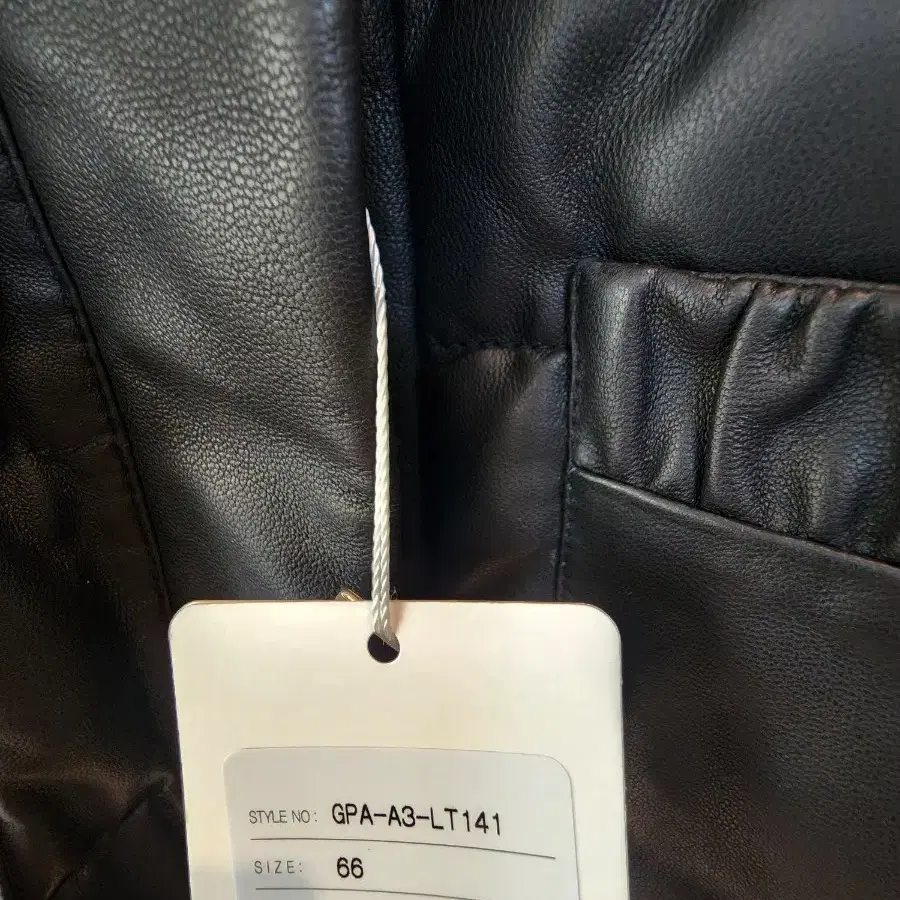 STYLE NO: GPA-A3-LT141
SIZE: 66